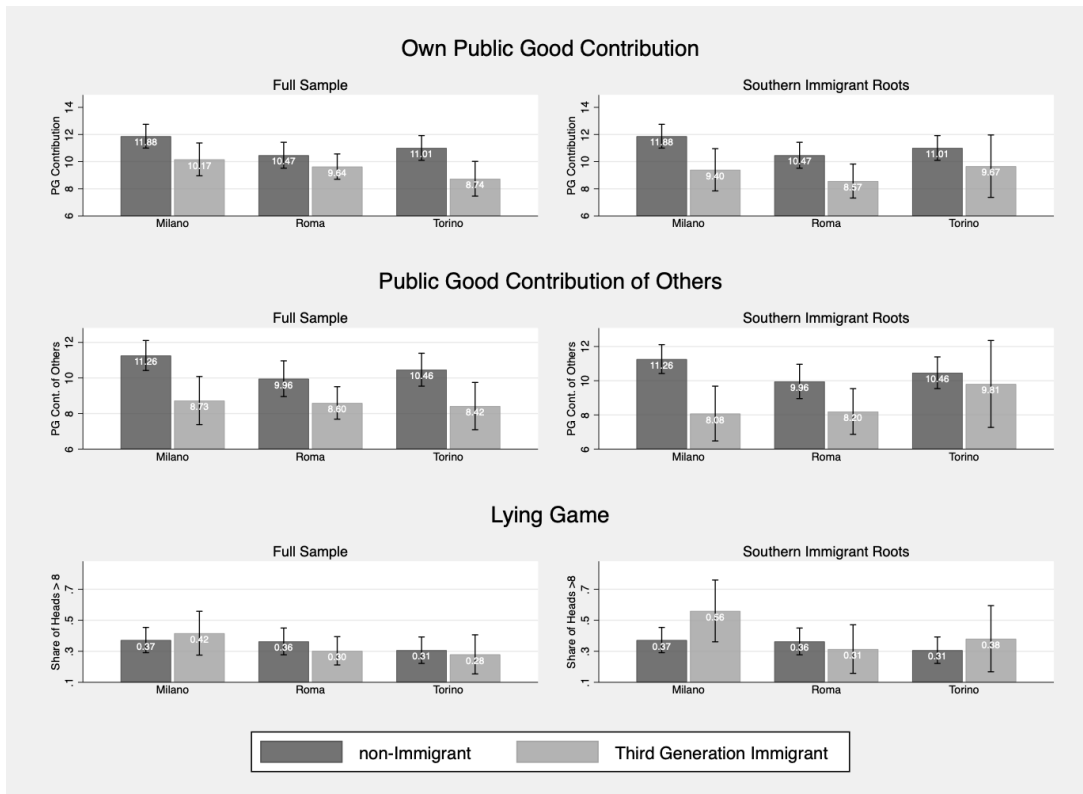 Own Public Good Contribution
Full Sample
Southern Immigrant Roots
PG Contribution
14
12
10
8
6
11.88
10.17
10.47
9.64
11.01
8.74
Milano
Roma
Torino
PG Contribution
14
12
10
8
6
11.88
9.40
10.47
8.57
11.01
9.67
Milano
Roma
Torino
Public Good Contribution of Others
Full Sample
Southern Immigrant Roots
PG Cont. of Others
12
10
8
6
11.26
8.73
9.96
8.60
10.46
8.42
Milano
Roma
Torino
PG Cont. of Others
12
10
8
6
11.26
8.08
9.96
8.20
10.46
9.81
Milano
Roma
Torino
Lying Game
Full Sample
Southern Immigrant Roots
Share of Heads > 8
.7
.5
.3
.1
0.37
0.42
0.36
0.30
0.31
0.28
Milano
Roma
Torino
Share of Heads >8
.7
.5
.3
.1
0.37
0.56
0.36
0.31
0.31
0.38
Milano
Roma
Torino
non-Immigrant
Third Generation Immigrant